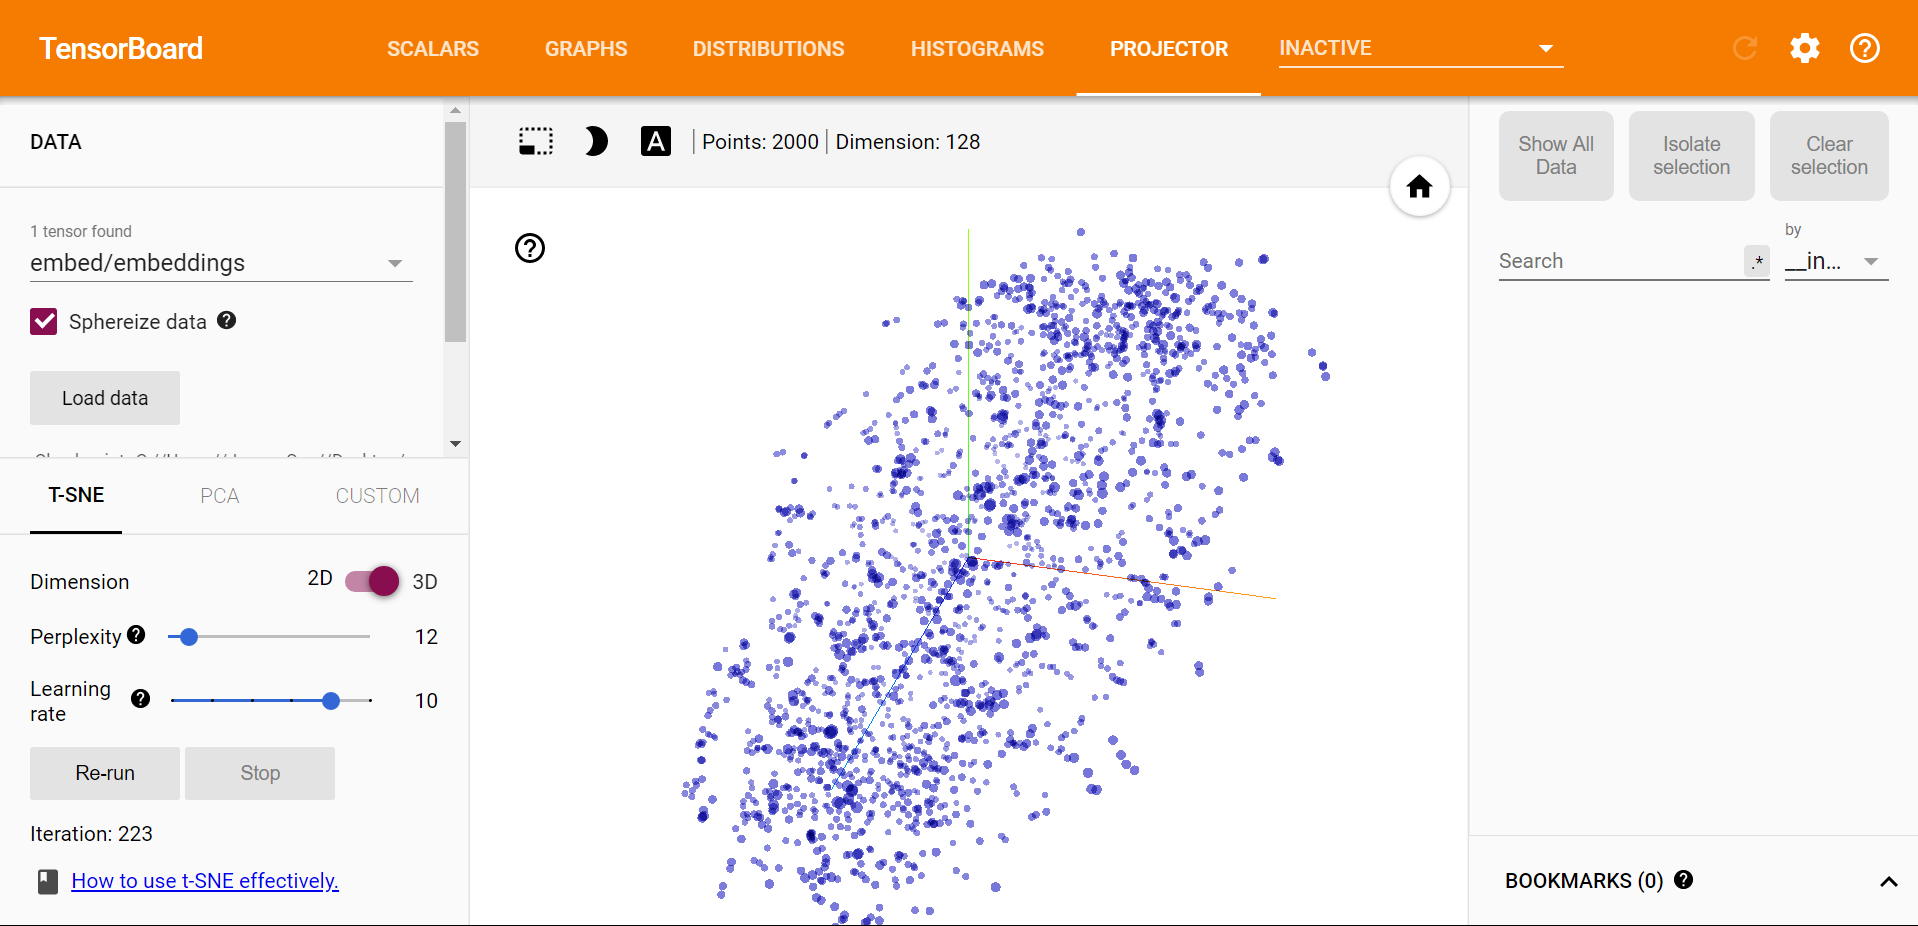 TensorBoard
SCALARS
GRAPHS
DISTRIBUTIONS
HISTOGRAMS
PROJECTOR
INACTIVE
DATA
1 tensor found
embed/embeddings
Sphereize data
Load data
T-SNE
PCA
CUSTOM
Dimension
2D
3D
Perplexity
12
Learning
rate
10
Re-run
Stop
Iteration: 223
How to use t-SNE effectively.
A
Points: 2000
Dimension: 128
Show All
Data
Isolate
selection
Clear
selection
Search
.*
by
__in...
BOOKMARKS (0)